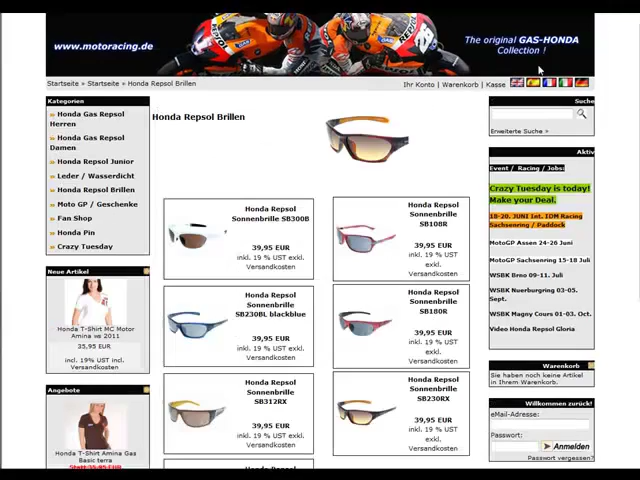 www.motoracing.de
The original GAS-HONDA
Collection !
Startseite » Startseite » Honda Repsol Brillen
Ihr Konto | Warenkorb | Kasse
Kategorien
Honda Gas Repsol
Herren
Honda Gas Repsol
Damen
Honda Repsol Junior
Leder / Wasserdicht
Honda Repsol Brillen
Moto GP / Geschenke
Fan Shop
Honda Pin
Crazy Tuesday
Neue Artikel
Honda T-Shirt MC Motor
Amina ws 2011
35,95 EUR
incl. 19 % UST incl.
Versandkosten
Angebote
Honda T-Shirt Amina Gas
Basic terra
Honda Repsol Brillen
Honda Repsol
Sonnenbrille SB300B
39,95 EUR
inkl. 19 % UST exkl.
Versandkosten
Honda Repsol
Sonnenbrille
SB108R
39,95 EUR
inkl. 19 % UST
exkl.
Versandkosten
Honda Repsol
Sonnenbrille
SB230BL blackblue
39,95 EUR
inkl. 19 % UST exkl.
Versandkosten
Honda Repsol
Sonnenbrille
SB180R
39,95 EUR
inkl. 19 % UST
exkl.
Versandkosten
Honda Repsol
Sonnenbrille
SB312RX
39,95 EUR
inkl. 19 % UST exkl.
Versandkosten
Honda Repsol
Sonnenbrille
SB230RX
39,95 EUR
inkl. 19 % UST
exkl.
Versandkosten
Honda Repsol
Suche
Erweiterte Suche »
Aktiv
Event / Racing / Jobs:
Crazy Tuesday is today!
Make your Deal.
18-20. JUNI Int. IDM Racing
Sachsenring / Paddock
MotoGP Assen 24-26 Juni
MotoGP Sachsenring 15-18 Juli
WSBK Brno 09-11. Juli
WSBK Nuerburgring 03-05.
Sept.
WSBK Magny Cours 01-03. Oct.
Video Honda Repsol Gloria
Warenkorb
Sie haben noch keine Artikel
in Ihrem Warenkorb.
Willkommen zurück!
eMail-Adresse:
Passwort:
Anmelden
Passwort vergessen?